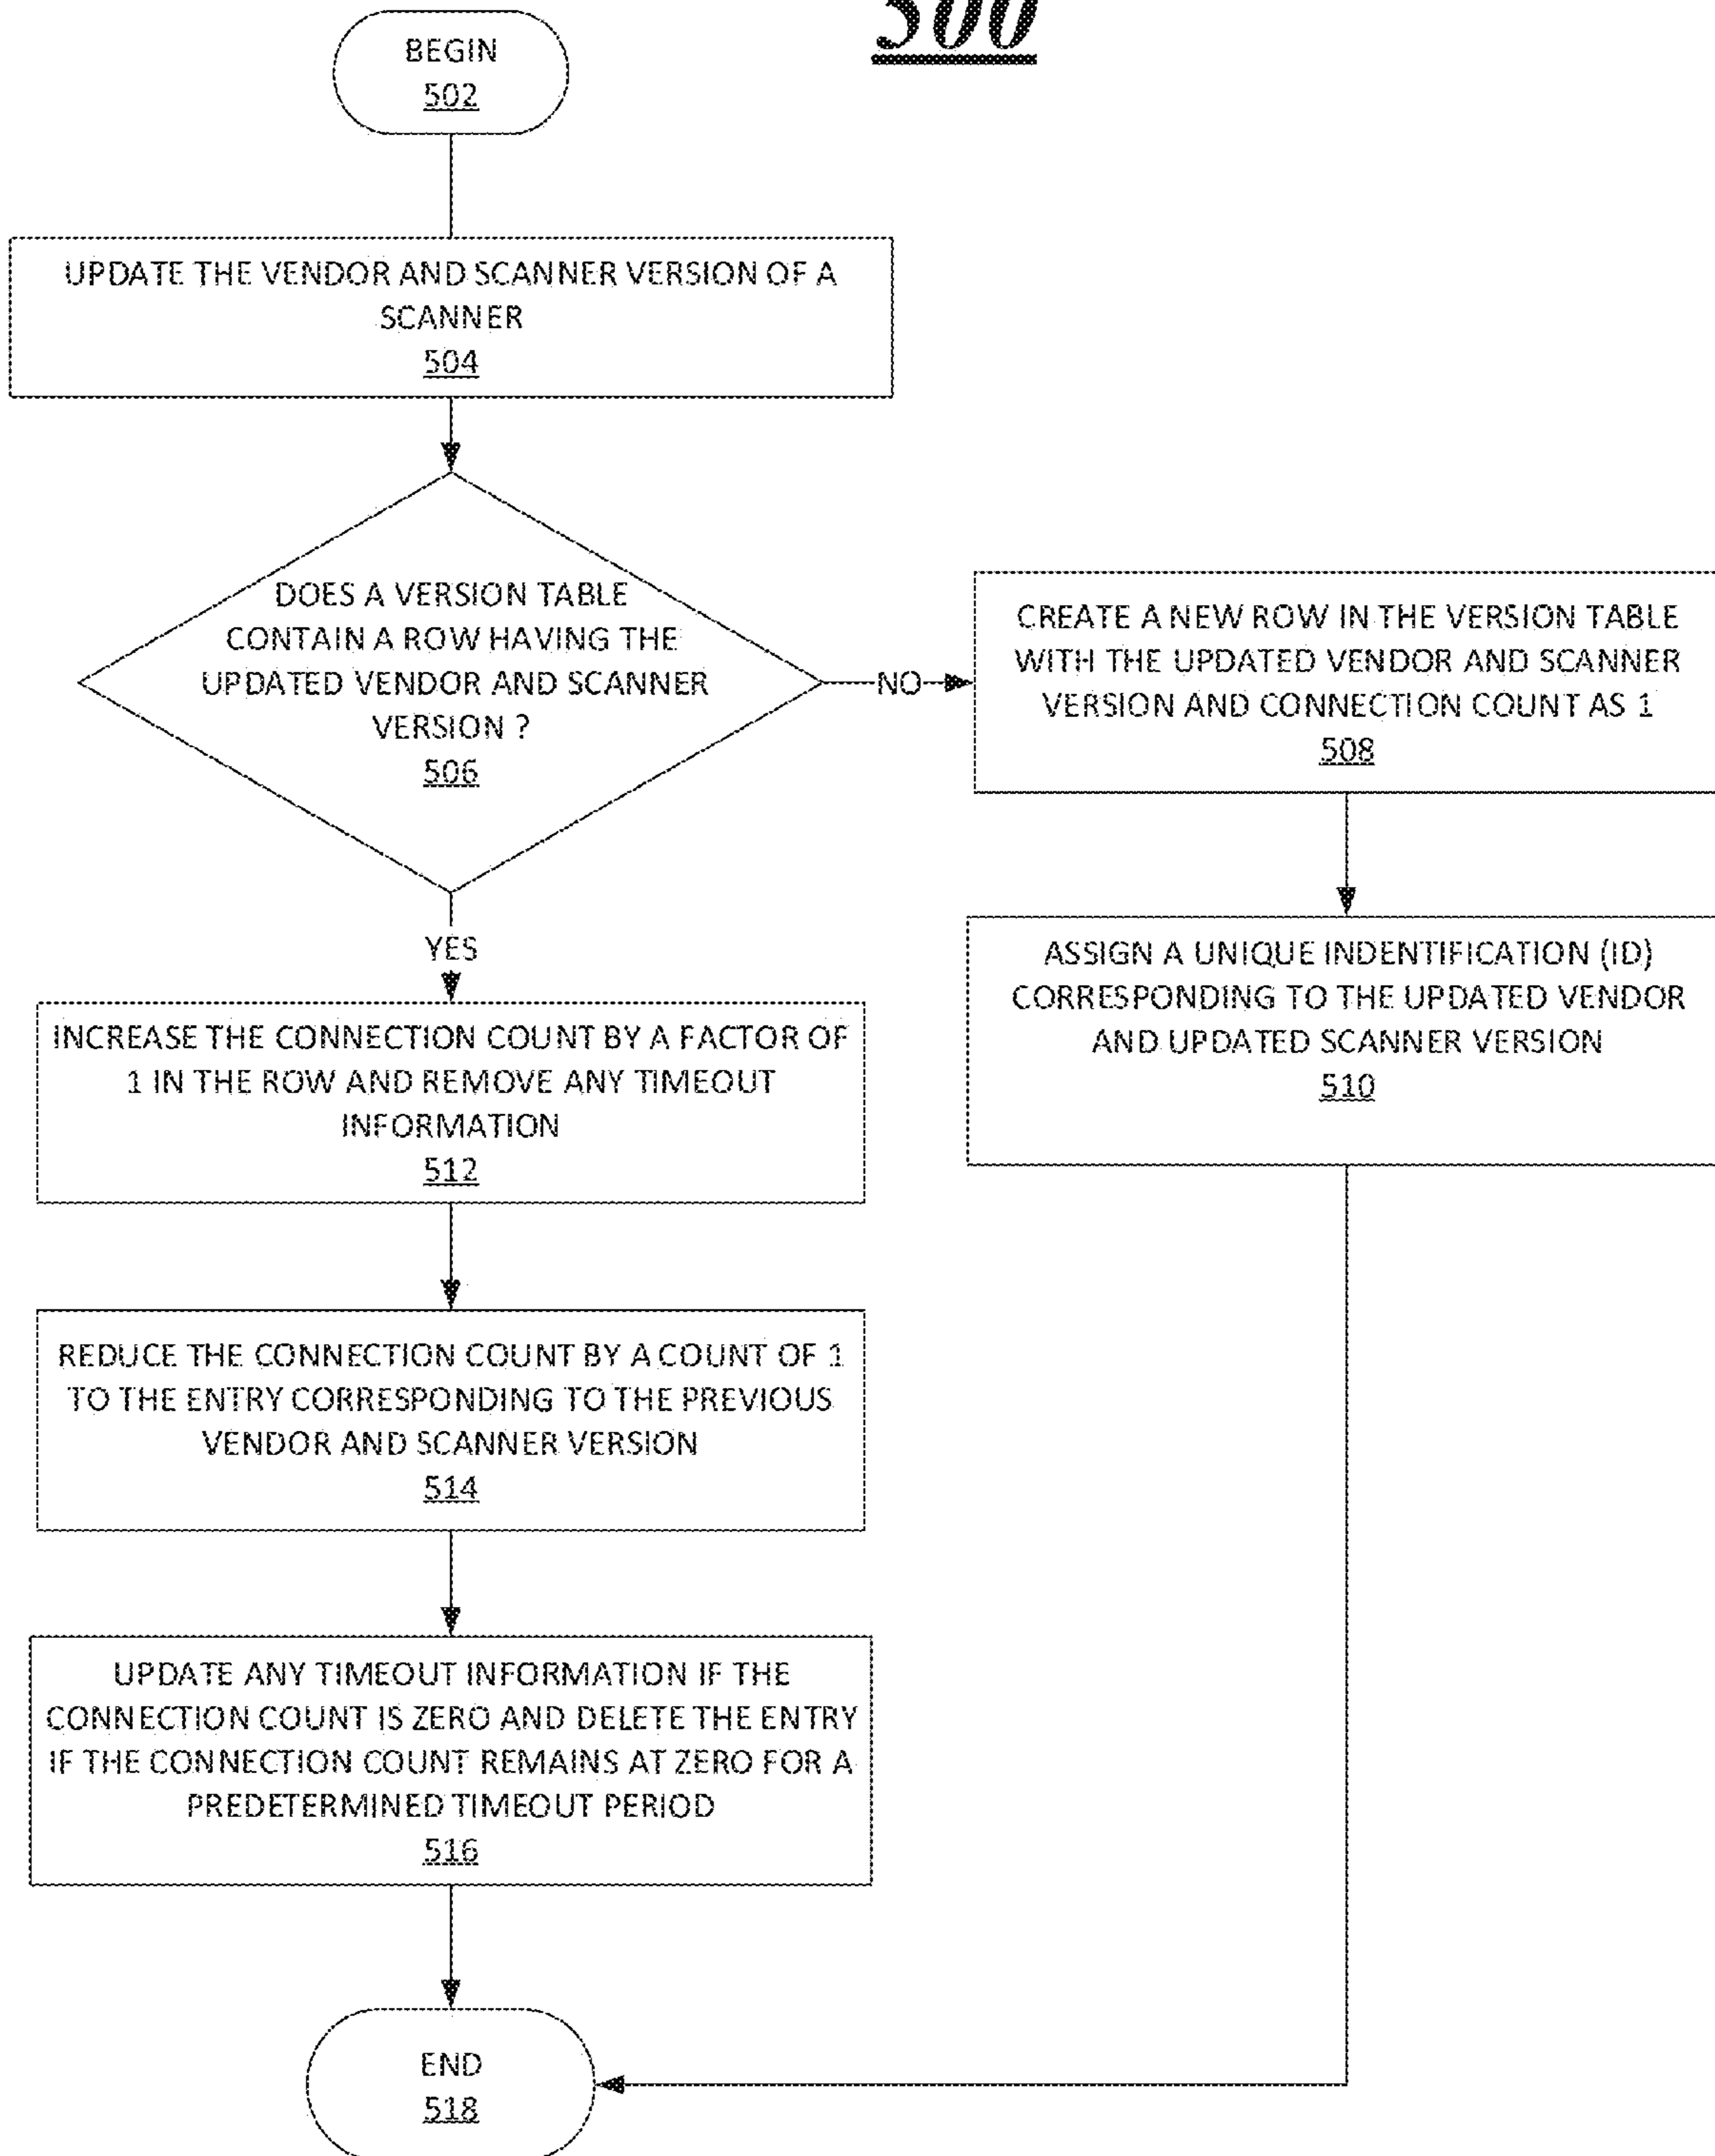 500
BEGIN
502
UPDATE THE VENDOR AND SCANNER VERSION OF A
SCANNER
504
DOES A VERSION TABLE
CONTAIN A ROW HAVING THE
UPDATED VENDOR AND SCANNER
VERSION ?
506
NO
CREATE A NEW ROW IN THE VERSION TABLE
WITH THE UPDATED VENDOR AND SCANNER
VERSION AND CONNECTION COUNT AS 1
508
ASSIGN A UNIQUE INDENTIFICATION (ID)
CORRESPONDING TO THE UPDATED VENDOR
AND UPDATED SCANNER VERSION
510
YES
INCREASE THE CONNECTION COUNT BY A FACTOR OF
1 IN THE ROW AND REMOVE ANY TIMEOUT
INFORMATION
512
REDUCE THE CONNECTION COUNT BY A COUNT OF 1
TO THE ENTRY CORRESPONDING TO THE PREVIOUS
VENDOR AND SCANNER VERSION
514
UPDATE ANY TIMEOUT INFORMATION IF THE
CONNECTION COUNT IS ZERO AND DELETE THE ENTRY
IF THE CONNECTION COUNT REMAINS AT ZERO FOR A
PREDETERMINED TIMEOUT PERIOD
516
END
518